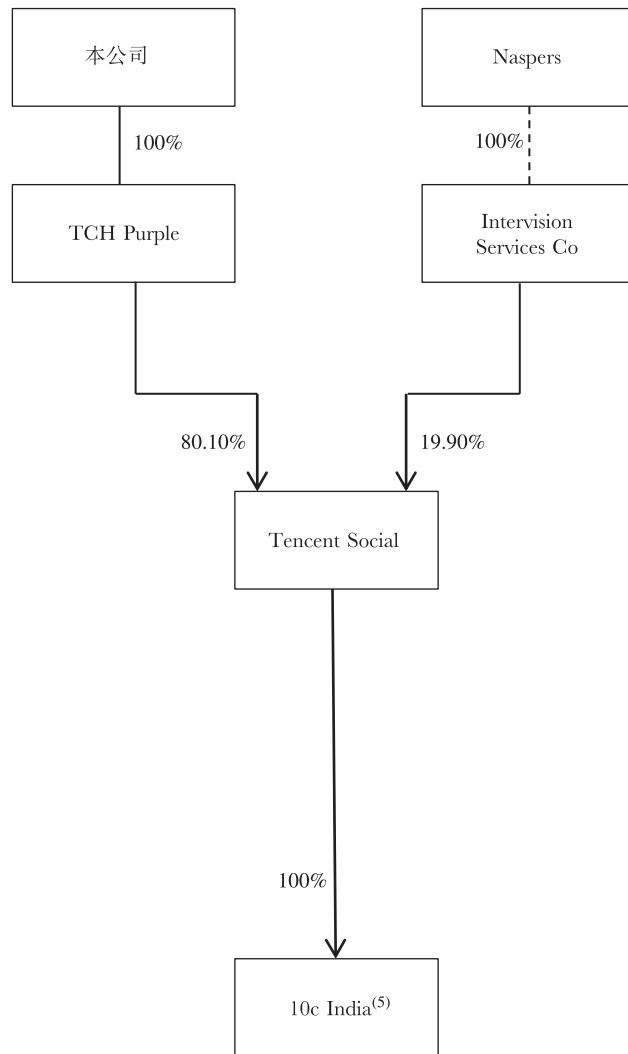 本公司
Naspers
100%
100%
TCH Purple
Intervision
Services Co
80.10%
19.90%
Tencent Social
100%
10c India(5)